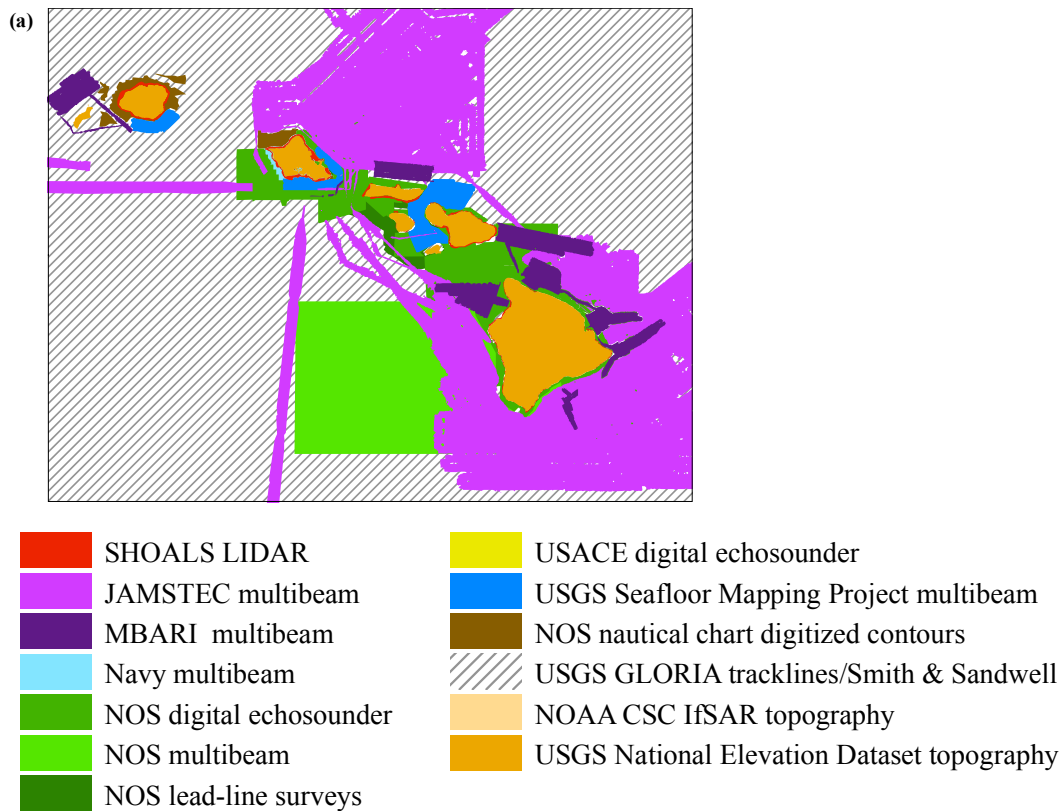 (a)
SHOALS LIDAR
JAMSTEC multibeam
MBARI multibeam
Navy multibeam
NOS digital echosounder
NOS multibeam
NOS lead-line surveys
USACE digital echosounder
USGS Seafloor Mapping Project multibeam
NOS nautical chart digitized contours
USGS GLORIA tracklines/Smith & Sandwell
NOAA CSC IfSAR topography
USGS National Elevation Dataset topography